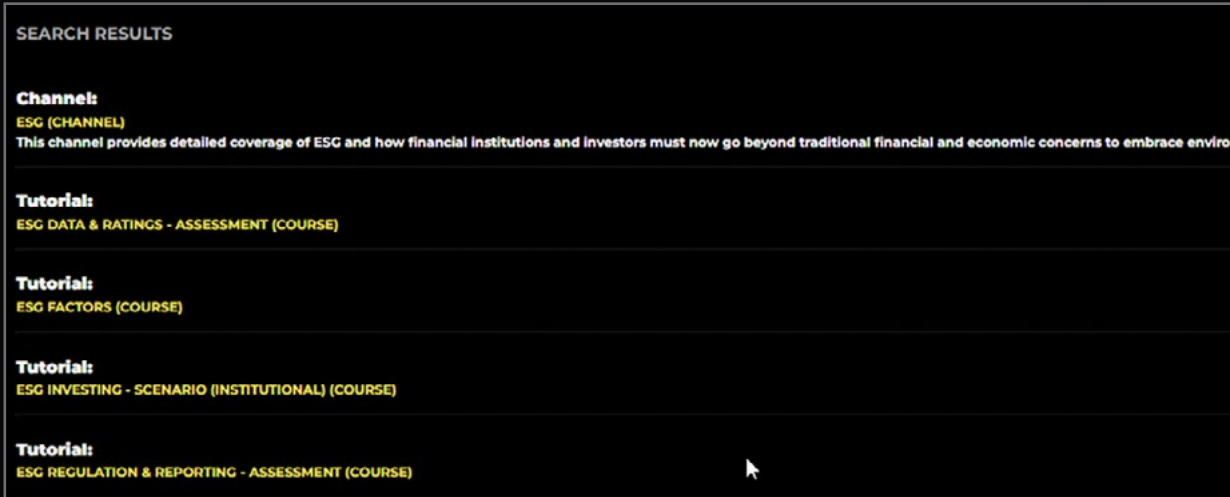 SEARCH RESULTS
Channel:
ESG (CHANNEL)
This channel provides detailed coverage of ESG and how financial institutions and investors must now go beyond traditional financial and economic concerns to embrace enviro
Tutorial:
ESG DATA & RATINGS - ASSESSMENT (COURSE)
Tutorial:
ESG FACTORS (COURSE)
Tutorial:
ESG INVESTING - SCENARIO (INSTITUTIONAL) (COURSE)
Tutorial:
ESG REGULATION & REPORTING - ASSESSMENT (COURSE)